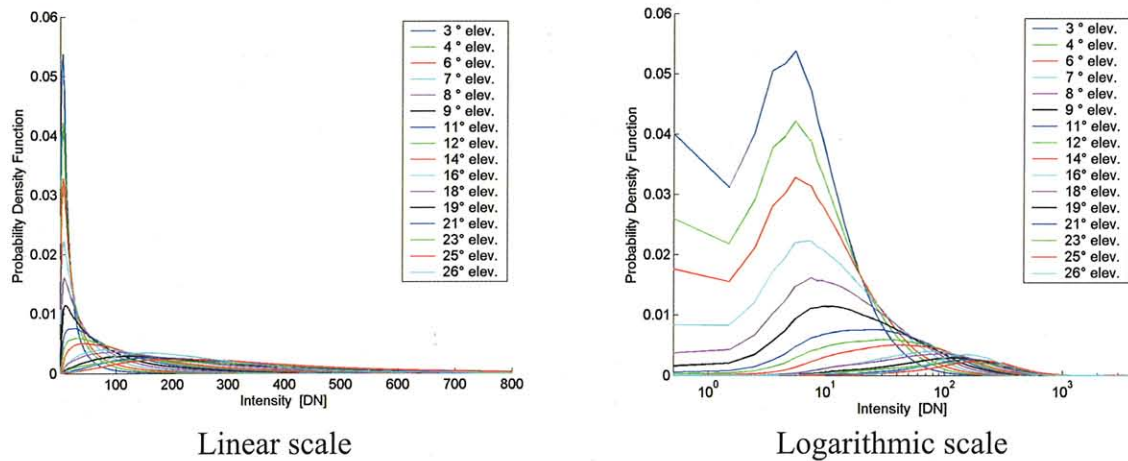 0.06
0.05
0.04
0.03
0.02
0.01
0
Probability Density Function
100
200
300
400
500
600
700
800
Intensity [DN]
3 ° elev.
4 ° elev.
6 ° elev.
7 ° elev.
8 ° elev.
9 ° elev.
11° elev.
12° elev.
14° elev.
16° elev.
18° elev.
19° elev.
21° elev.
23° elev.
25° elev.
26° elev.
Linear scale
0.06
0.05
0.04
0.03
0.02
0.01
0
Probability Density Function
10⁰
10¹
10²
10³
Intensity [DN]
3 ° elev.
4 ° elev.
6 ° elev.
7 ° elev.
8 ° elev.
9 ° elev.
11° elev.
12° elev.
14° elev.
16° elev.
18° elev.
19° elev.
21° elev.
23° elev.
25° elev.
26° elev.
Logarithmic scale